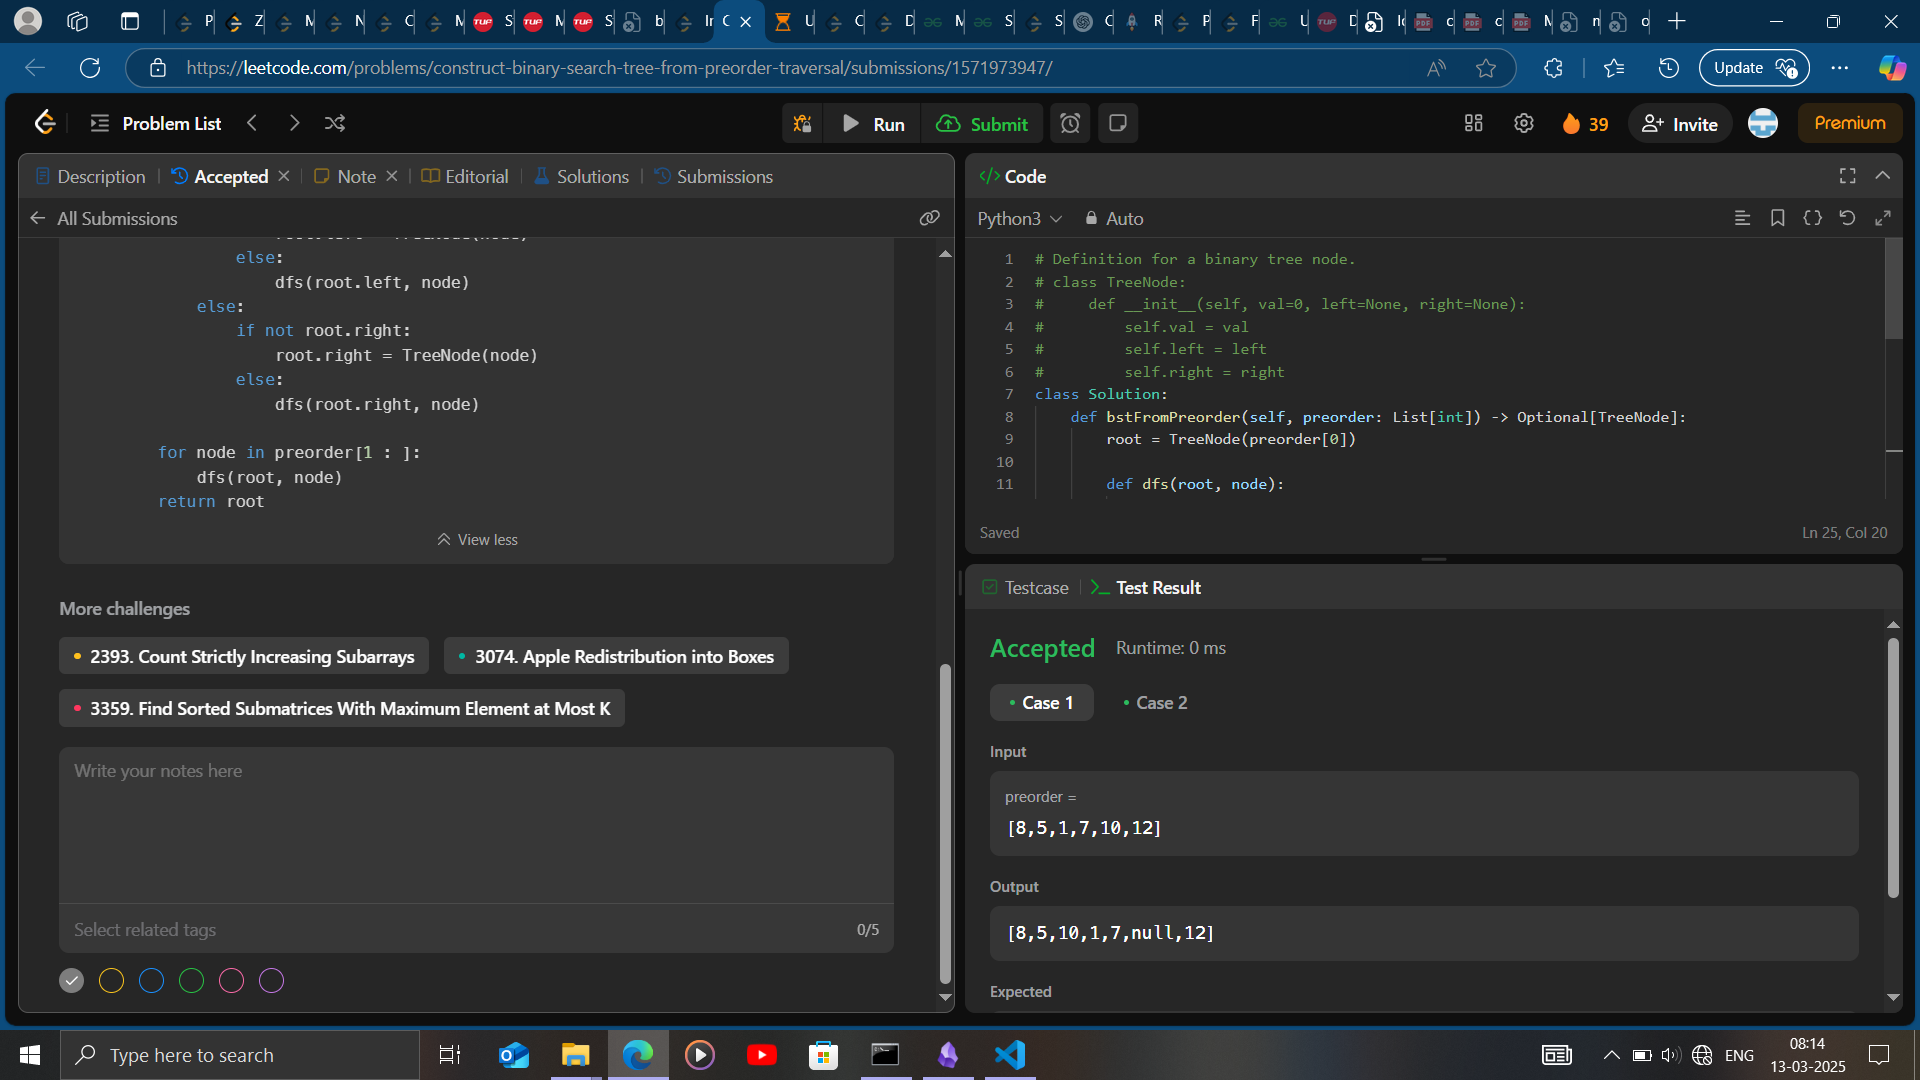 https://leetcode.com/problems/construct-binary-search-tree-from-preorder-traversal/submissions/1571973947/
Update
Problem List
Run
Submit
39
Invite
Premium
Description
Accepted
Note
Editorial
Solutions
Submissions
All Submissions
else:
dfs(root.left, node)
else:
if not root.right:
root.right = TreeNode(node)
else:
dfs(root.right, node)
for node in preorder[1 : ]:
dfs(root, node)
return root
View less
More challenges
2393. Count Strictly Increasing Subarrays
3074. Apple Redistribution into Boxes
3359. Find Sorted Submatrices With Maximum Element at Most K
Write your notes here
Select related tags
0/5
Code
Python3
Auto
1 # Definition for a binary tree node.
2 # class TreeNode:
3 #     def __init__(self, val=0, left=None, right=None):
4 #         self.val = val
5 #         self.left = left
6 #         self.right = right
7 class Solution:
8     def bstFromPreorder(self, preorder: List[int]) -> Optional[TreeNode]:
9         root = TreeNode(preorder[0])
10
11         def dfs(root, node):
Saved
Ln 25, Col 20
Testcase
Test Result
Accepted
Runtime: 0 ms
Case 1
Case 2
Input
preorder =
[8,5,1,7,10,12]
Output
[8,5,10,1,7,null,12]
Expected
Type here to search
ENG
08:14
13-03-2025